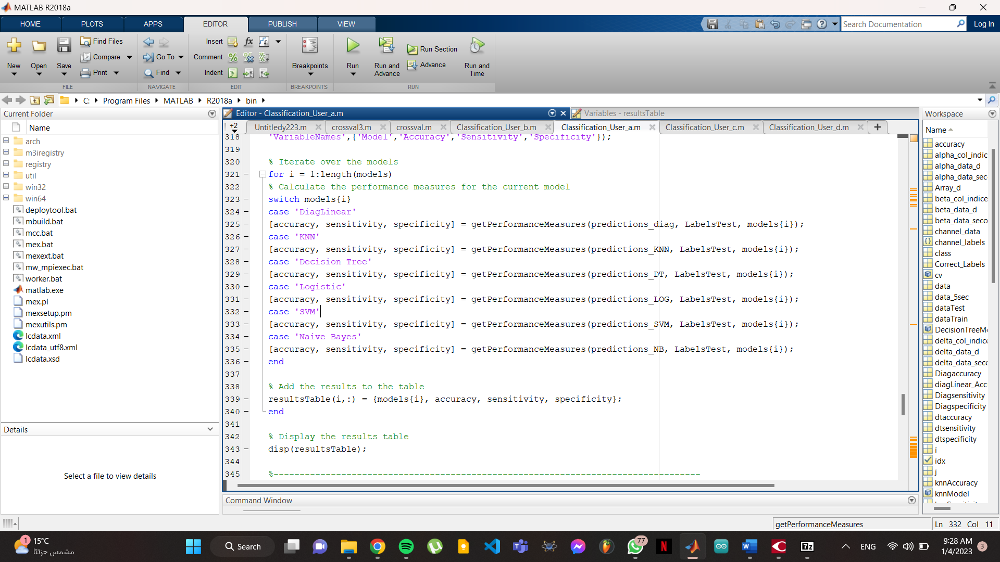 MATLAB R2018a
HOME PLOTS APPS EDITOR PUBLISH VIEW
Search Documentation
Log In
New Open Save
Find Files
Compare
Print
Go To
Find
Insert
Comment
Indent
Breakpoints
Run
Run and Advance
Run Section
Advance
Run and Time
FILE NAVIGATE EDIT BREAKPOINTS RUN
C: Program Files MATLAB R2018a bin
Current Folder
Name
arch
m3iregistry
registry
util
win32
win64
deploytool.bat
mbuild.bat
mcc.bat
mex.bat
mexext.bat
mw_mpiexec.bat
worker.bat
matlab.exe
mex.pl
mexsetup.pm
mexutils.pm
lcdata.xml
lcdata_utf8.xml
lcdata.xsd
Details
Select a file to view details
Editor - Classification_User_a.m
Variables - resultsTable
+2 Untitledy223.m crossval3.m crossval.m Classification_User_b.m Classification_User_a.m Classification_User_c.m Classification_User_d.m
318 'VariableNames',{'Model','Accuracy','Sensitivity','Specificity'});
319
320 % Iterate over the models
321 for i = 1:length(models)
322 % Calculate the performance measures for the current model
323 switch models{i}
324 case 'DiagLinear'
325 [accuracy, sensitivity, specificity] = getPerformanceMeasures(predictions_diag, LabelsTest, models{i});
326 case 'KNN'
327 [accuracy, sensitivity, specificity] = getPerformanceMeasures(predictions_KNN, LabelsTest, models{i});
328 case 'Decision Tree'
329 [accuracy, sensitivity, specificity] = getPerformanceMeasures(predictions_DT, LabelsTest, models{i});
330 case 'Logistic'
331 [accuracy, sensitivity, specificity] = getPerformanceMeasures(predictions_LOG, LabelsTest, models{i});
332 case 'SVM'
333 [accuracy, sensitivity, specificity] = getPerformanceMeasures(predictions_SVM, LabelsTest, models{i});
334 case 'Naive Bayes'
335 [accuracy, sensitivity, specificity] = getPerformanceMeasures(predictions_NB, LabelsTest, models{i});
336 end
337
338 % Add the results to the table
339 resultsTable(i,:) = {models{i}, accuracy, sensitivity, specificity};
340 end
341
342 % Display the results table
343 disp(resultsTable);
344
345 %----------------------------------------------------------------------------------
Command Window
Workspace
Name
accuracy
alpha_col_indic
alpha_data_d
alpha_data_sec
Array_d
beta_col_indice
beta_data_d
beta_data_seco
channel_data
channel_labels
class
Correct_Labels
cv
data
data_5sec
dataTest
dataTrain
DecisionTreeMo
delta_col_indice
delta_data_d
delta_data_seco
Diagaccuracy
diagLinear_Acc
Diagsensitivity
Diagspecificity
dtaccuracy
dtsensitivity
dtspecificity
i
idx
j
knnAccuracy
knnModel
getPerformanceMeasures
Ln 332 Col 11
1
15°C
مشمس جزئيًا
Search
77
7z
ENG
9:28 AM
1/4/2023
3